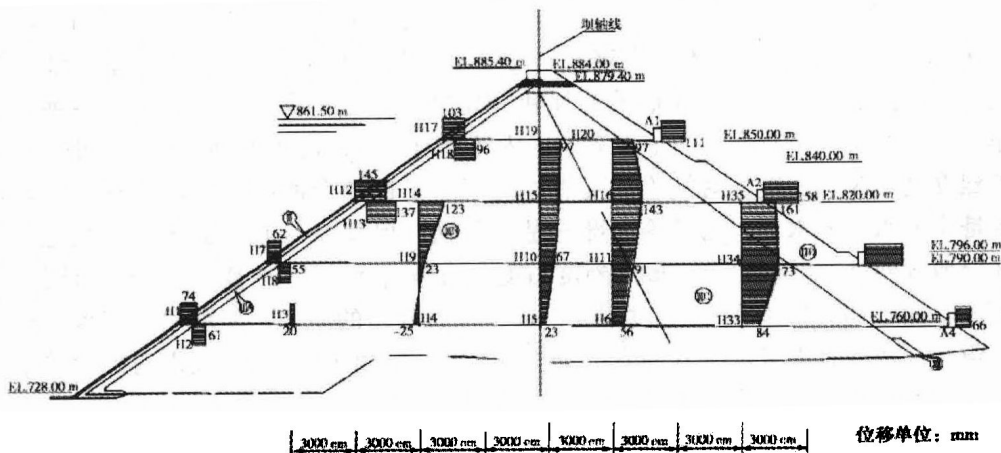 坝轴线
EL.885.40 m
EL.884.00 m
EL.879.40 m
861.50 m
103
H17
H18
96
H19
97
H20
97
A1
111
EL.850.00 m
EL.840.00 m
145
H12
H14
H13
137
123
H15
H16
143
H35
A2
158
161
EL.820.00 m
62
H7
H8
55
H9
23
H10
67
H11
91
H34
173
EL.796.00 m
EL.790.00 m
74
H1
H2
61
H3
20
-25
H4
H5
23
H6
56
H33
84
EL.760.00 m
A4
66
EL.728.00 m
3000 cm 3000 cm 3000 cm 3000 cm 3000 cm 3000 cm 3000 cm 3000 cm
位移单位：mm